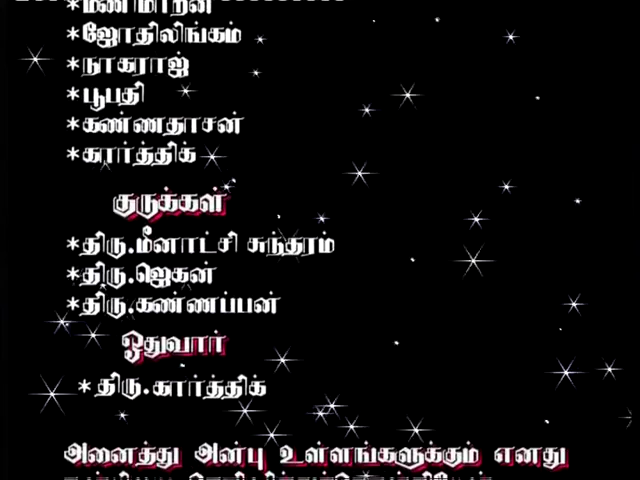 *மணிமாறன்
*ஜோதிலிங்கம்
*நாகராஜ்
*பூபதி
*கண்ணதாசன்
*கார்த்திக்
குருக்கள்
*திரு.மீனாட்சி சுந்தரம்
*திரு.ஜெகன்
*திரு.கண்ணப்பன்
ஓதுவார்
*திரு.கார்த்திக்
அனைத்து அன்பு உள்ளங்களுக்கும் எனது